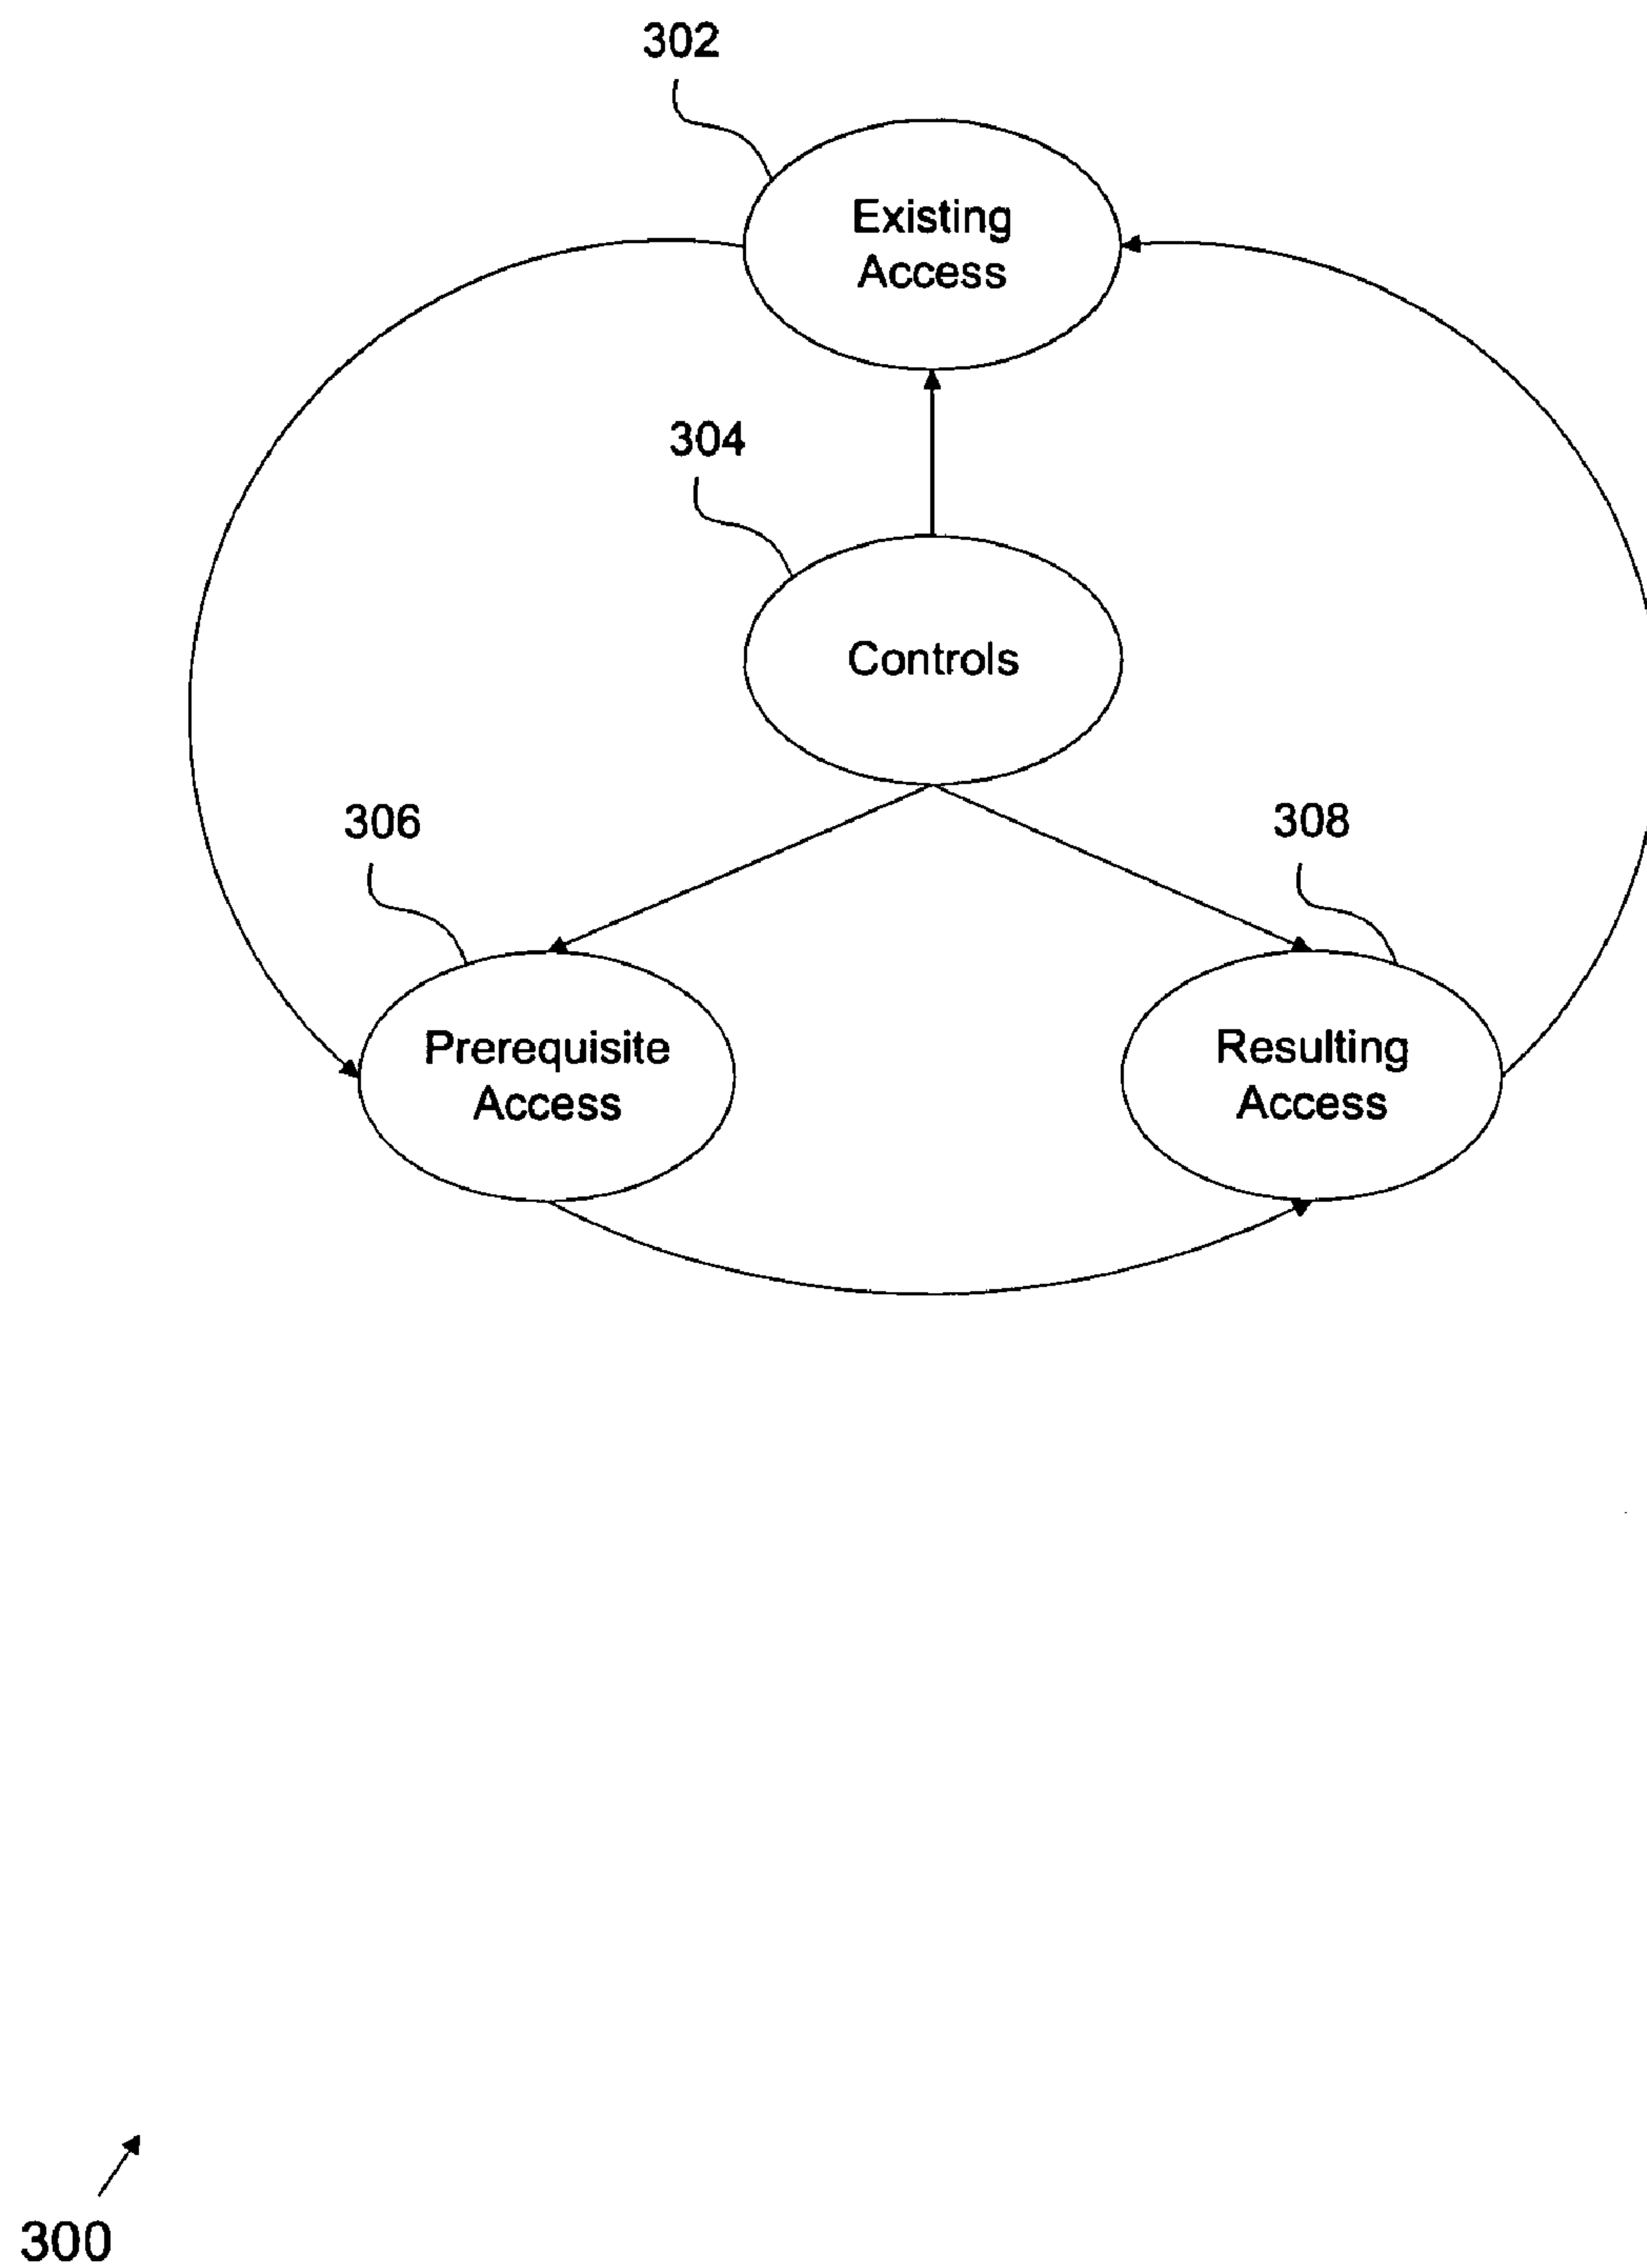 302
Existing
Access
304
Controls
306
308
Prerequisite
Access
Resulting
Access
300